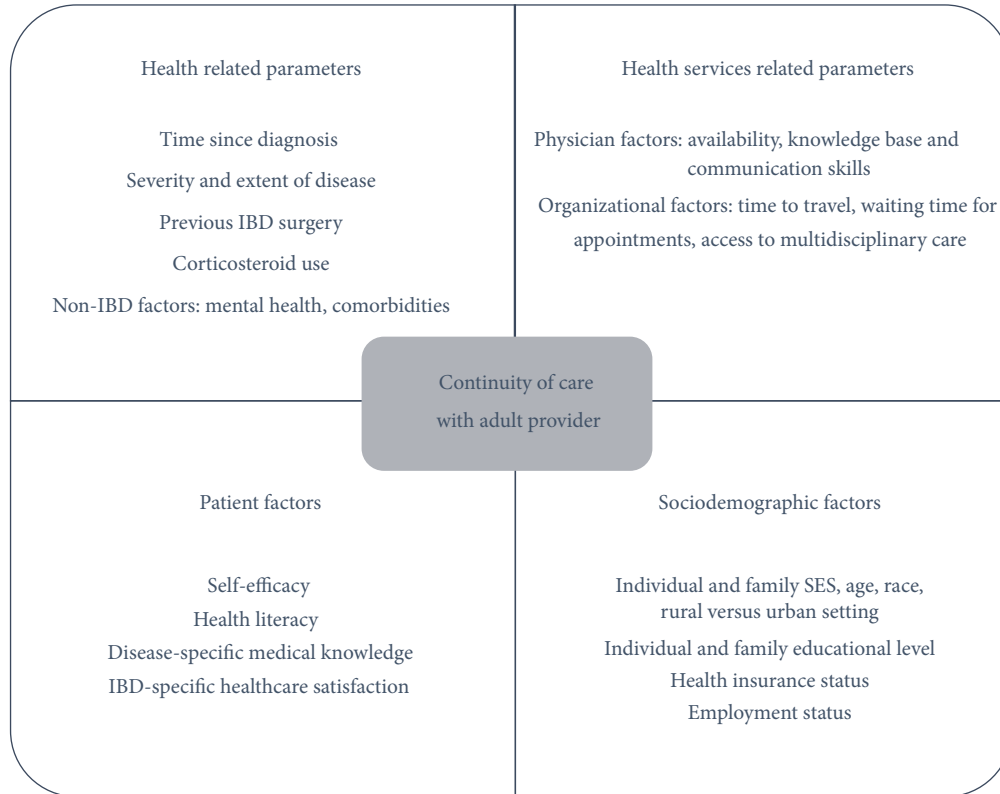 Health related parameters
Time since diagnosis
Severity and extent of disease
Previous IBD surgery
Corticosteroid use
Non-IBD factors: mental health, comorbidities
Health services related parameters
Physician factors: availability, knowledge base and
communication skills
Organizational factors: time to travel, waiting time for
appointments, access to multidisciplinary care
Continuity of care
with adult provider
Patient factors
Self-efficacy
Health literacy
Disease-specific medical knowledge
IBD-specific healthcare satisfaction
Sociodemographic factors
Individual and family SES, age, race,
rural versus urban setting
Individual and family educational level
Health insurance status
Employment status